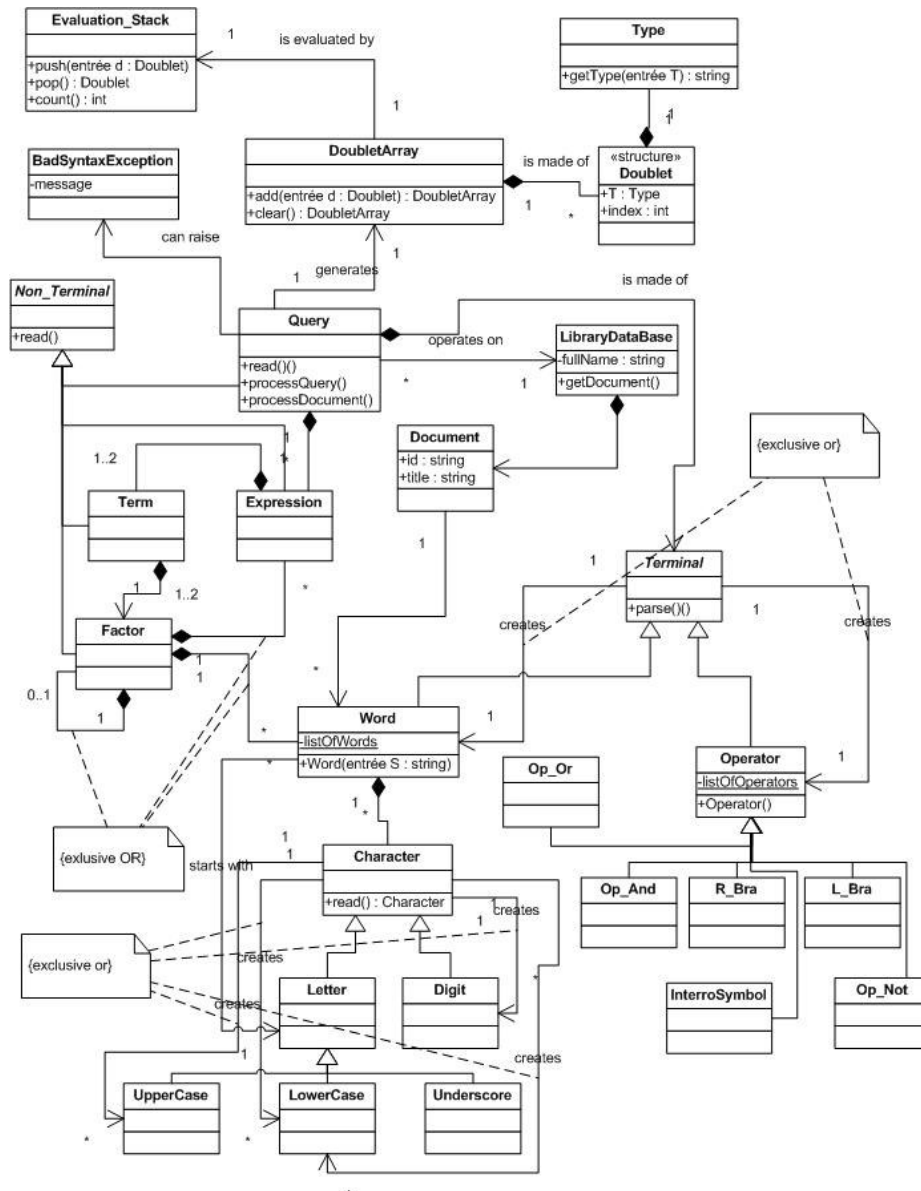 Evaluation_Stack
+push(entrée d : Doublet)
+pop() : Doublet
+count() : int
1
is evaluated by
1
Type
+getType(entrée T) : string
1
1
BadSyntaxException
-message
DoubletArray
+add(entrée d : Doublet) : DoubletArray
+clear() : DoubletArray
is made of
1
*
«structure»
Doublet
+T : Type
+index : int
can raise
1
generates
1
is made of
Non_Terminal
+read()
Query
+read()()
+processQuery()
+processDocument()
operates on
*
1
LibraryDataBase
-fullName : string
+getDocument()
1
*
1..2
Document
+id : string
+title : string
{exclusive or}
Term
Expression
1
1
1..2
*
Terminal
+parse()()
1
1
creates
creates
Factor
1
1
0..1
1
*
*
Word
-listOfWords
+Word(entrée S : string)
*
1
1
Operator
-listOfOperators
+Operator()
Op_Or
1
*
{exlusive OR}
starts with
1
1
Character
+read() : Character
1
creates
Op_And
R_Bra
L_Bra
{exclusive or}
creates
*
Letter
Digit
InterroSymbol
Op_Not
creates
1
creates
UpperCase
LowerCase
Underscore
*
*